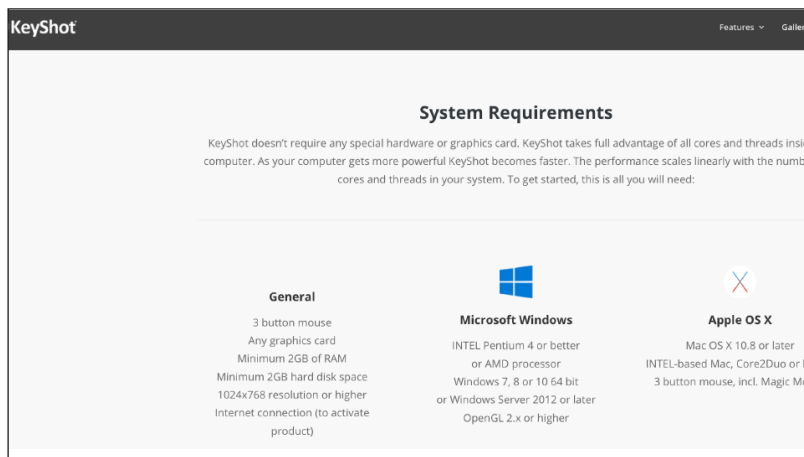 KeyShot
Features
System Requirements
KeyShot doesn't require any special hardware or graphics card. KeyShot takes full advantage of all cores and threads
computer. As your computer gets more powerful KeyShot becomes faster. The performance scales linearly with the
cores and threads in your system. To get started, this is all you will need:
General
3 button mouse
Any graphics card
Minimum 2GB of RAM
Minimum 2GB hard disk space
1024x768 resolution or higher
Internet connection (to activate
product)
Microsoft Windows
INTEL Pentium 4 or better
or AMD processor
Windows 7, 8 or 10 64 bit
or Windows Server 2012 or later
OpenGL 2.x or higher
Apple OS X
Mac OS X 10.8 or later
INTEL-based Mac, Core2Duo or
3 button mouse, incl. Magic